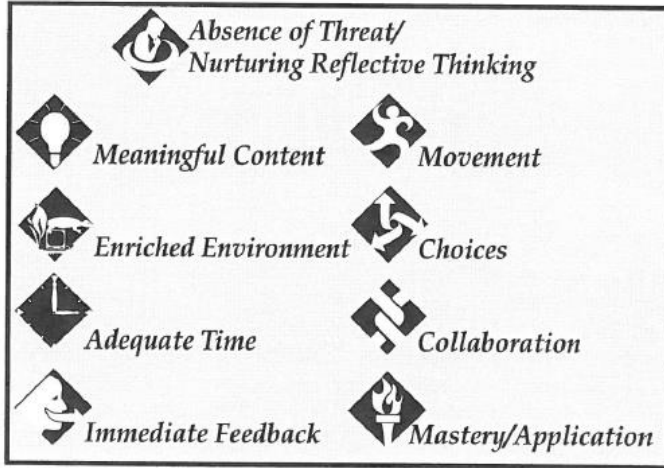 Absence of Threat/
Nurturing Reflective Thinking
Meaningful Content
Movement
Enriched Environment
Choices
Adequate Time
Collaboration
Immediate Feedback
Mastery/Application